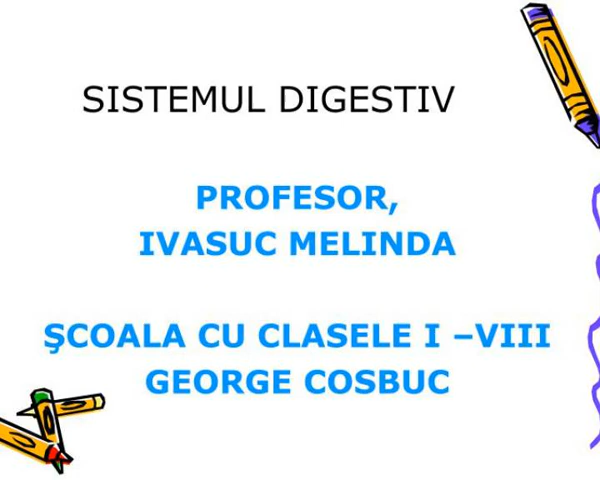 SISTEMUL DIGESTIV
PROFESOR,
IVASUC MELINDA
ŞCOALA CU CLASELE I –VIII
GEORGE COSBUC